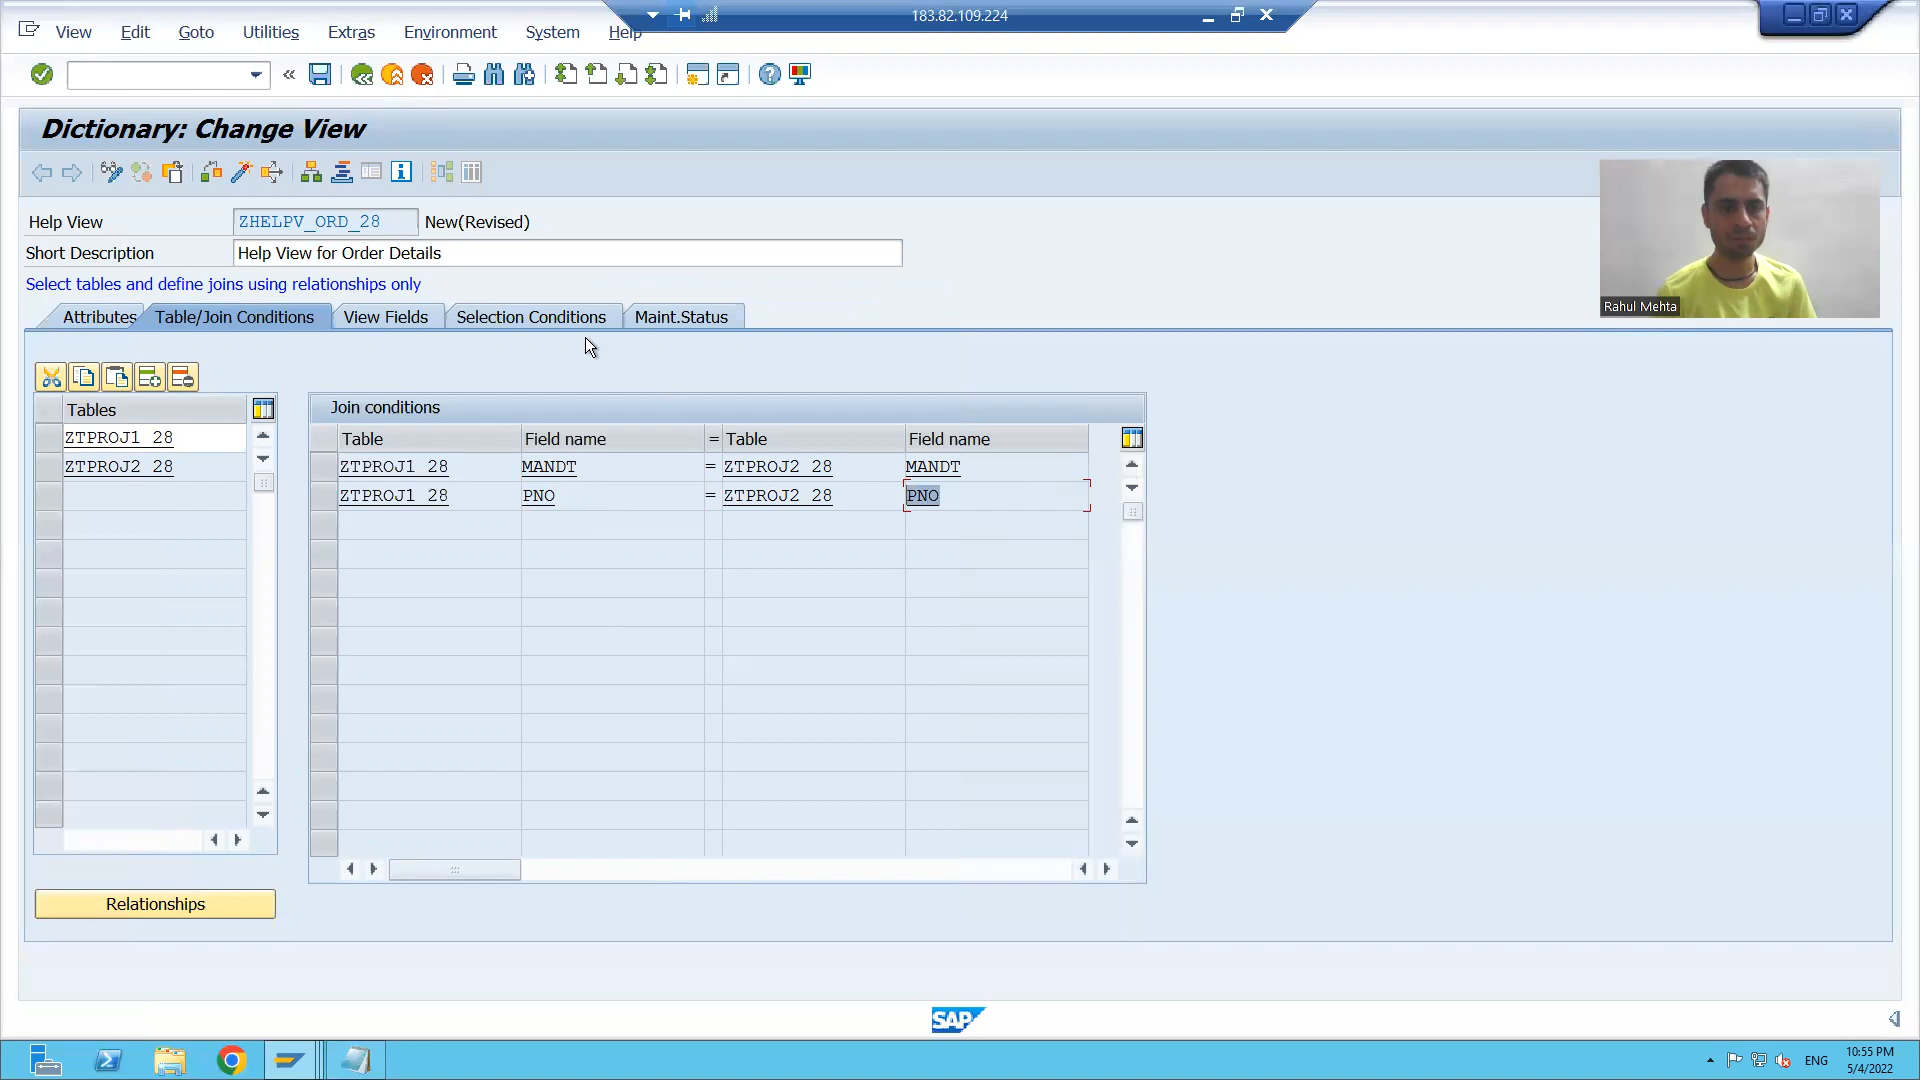 183.82.109.224
View Edit Goto Utilities Extras Environment System Help
Dictionary: Change View
Help View ZHELPV_ORD_28 New(Revised)
Short Description Help View for Order Details
Select tables and define joins using relationships only
Rahul Mehta
Attributes Table/Join Conditions View Fields Selection Conditions Maint.Status
Tables
ZTPROJ1_28
ZTPROJ2_28
Join conditions
Table Field name = Table Field name
ZTPROJ1_28 MANDT = ZTPROJ2_28 MANDT
ZTPROJ1_28 PNO = ZTPROJ2_28 PNO
Relationships
SAP
ENG
10:55 PM
5/4/2022